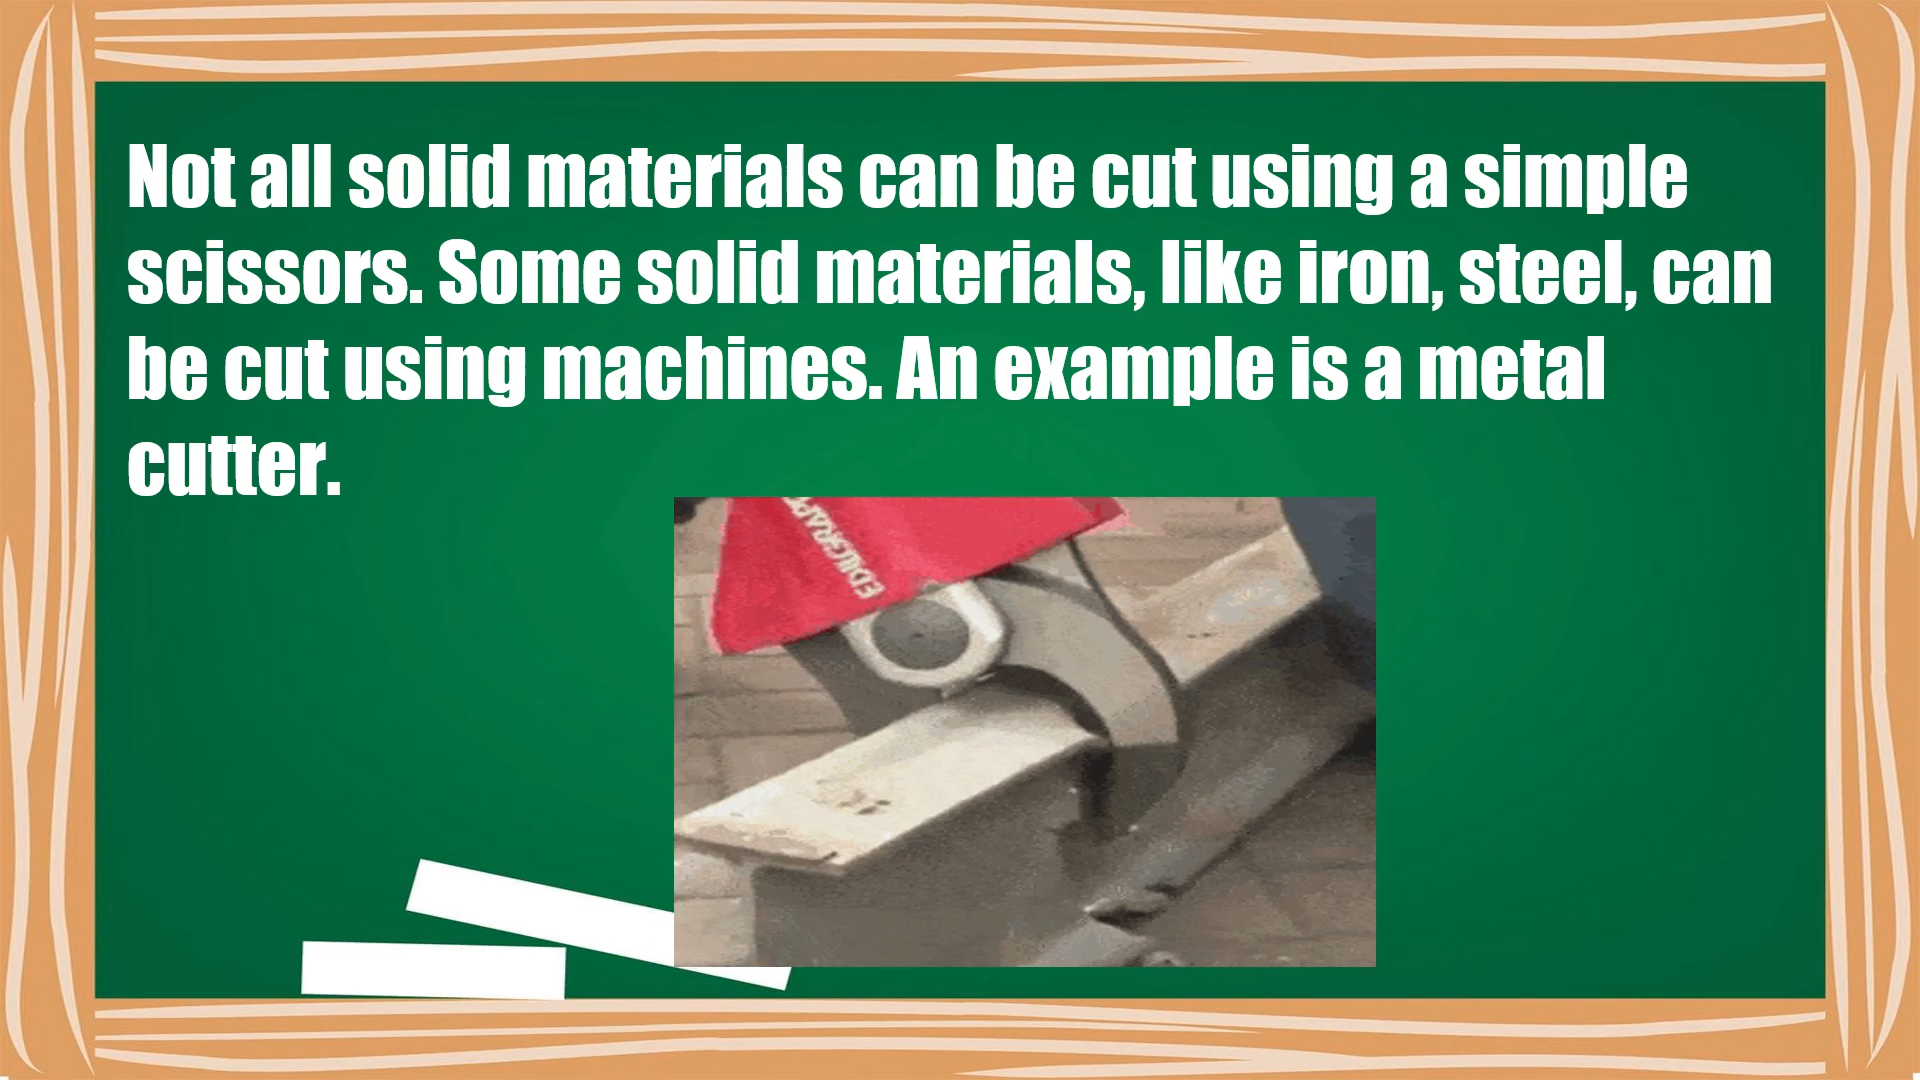 Not all solid materials can be cut using a simple
scissors. Some solid materials, like iron, steel, can
be cut using machines. An example is a metal
cutter.